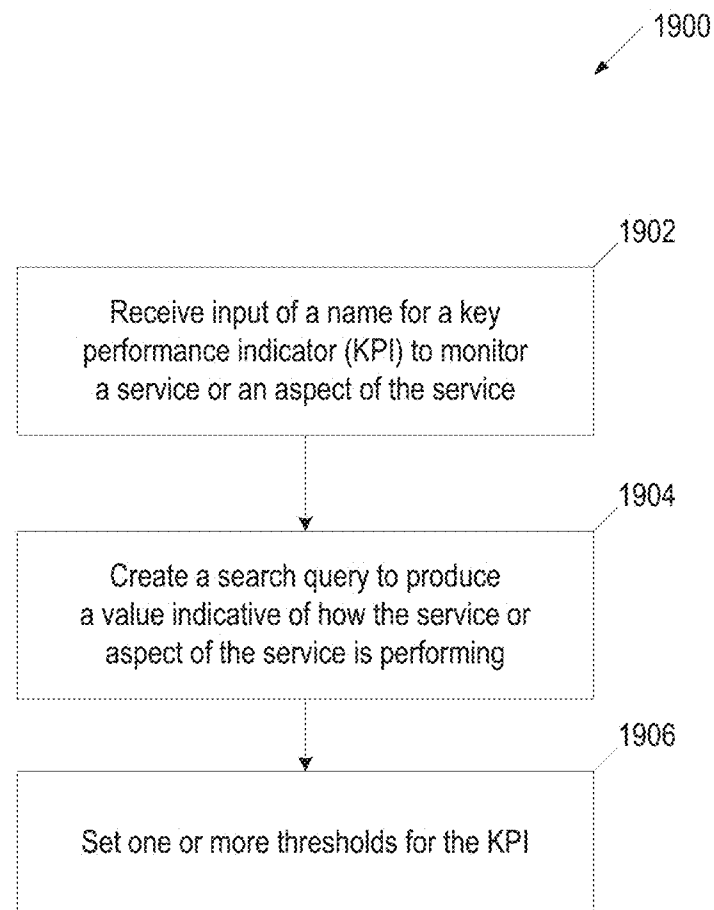 1900
1902
Receive input of a name for a key
performance indicator (KPI) to monitor
a service or an aspect of the service
1904
Create a search query to produce
a value indicative of how the service or
aspect of the service is performing
1906
Set one or more thresholds for the KPI